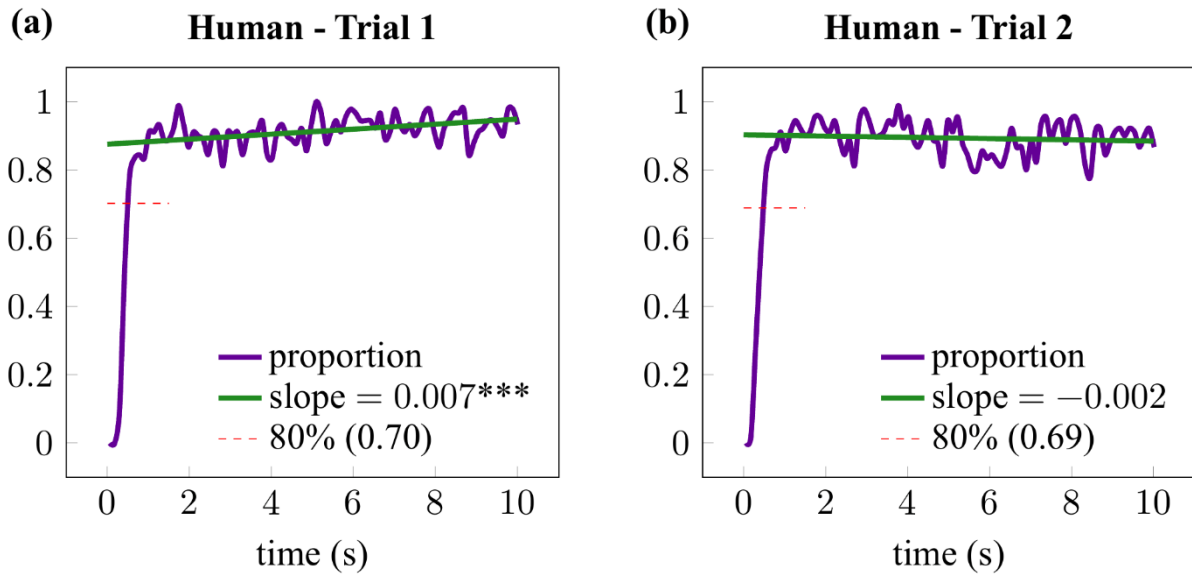 (a)
Human - Trial 1
1
0.8
0.6
0.4
0.2
0
proportion
slope = 0.007***
80% (0.70)
0 2 4 6 8 10
time (s)
(b)
Human - Trial 2
1
0.8
0.6
0.4
0.2
0
proportion
slope = −0.002
80% (0.69)
0 2 4 6 8 10
time (s)